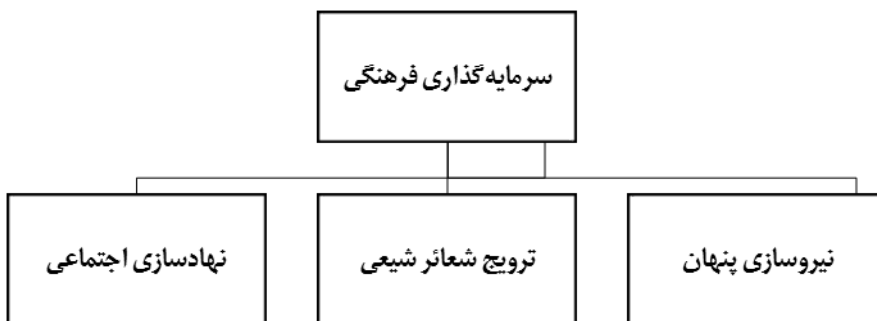 سرمایه‌گذاری فرهنگی
نیروسازی پنهان
ترویج شعائر شیعی
نهادسازی اجتماعی